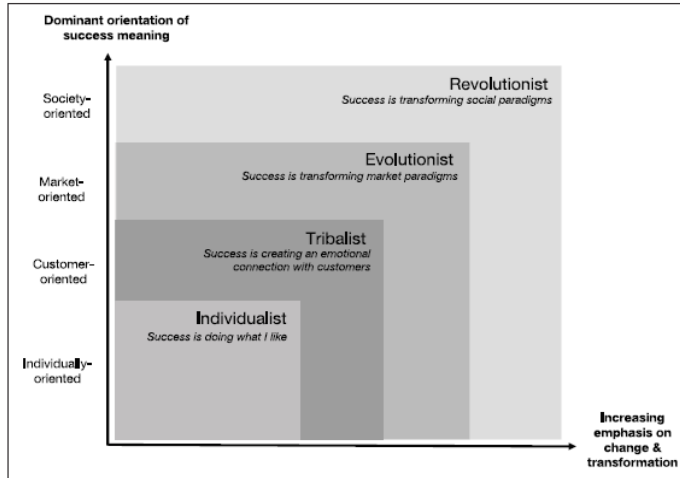 Dominant orientation of
success meaning
Society-
oriented
Revolutionist
Success is transforming social paradigms
Market-
oriented
Evolutionist
Success is transforming market paradigms
Customer-
oriented
Tribalist
Success is creating an emotional
connection with customers
Individually-
oriented
Individualist
Success is doing what I like
Increasing
emphasis on
change &
transformation